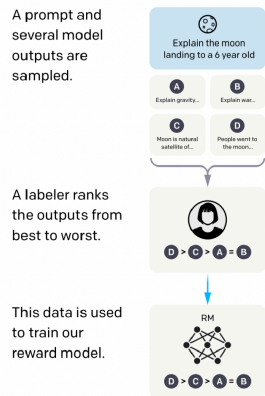 A prompt and
several model
outputs are
sampled.
Explain the moon
landing to a 6 year old
A
Explain gravity...
B
Explain war...
C
Moon is natural
satellite of...
D
People went to
the moon...
A labeler ranks
the outputs from
best to worst.
D > C > A = B
This data is used
to train our
reward model.
RM
D > C > A = B